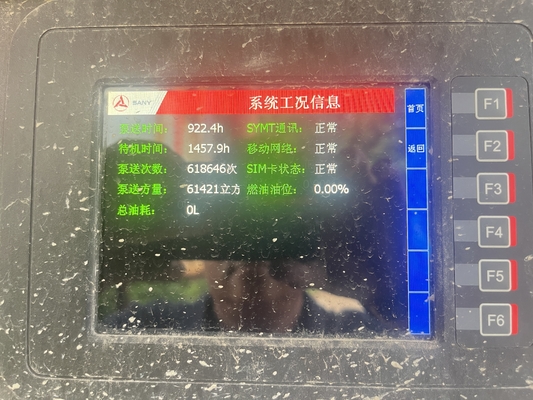 SANY 系统工况信息 首页
泵送时间: 922.4h SYMT通讯: 正常
待机时间: 1457.9h 移动网络: 正常 返回
泵送次数: 618646次 SIM卡状态: 正常
泵送方量: 61421立方 燃油油位: 0.00%
总油耗: 0L
F1
F2
F3
F4
F5
F6